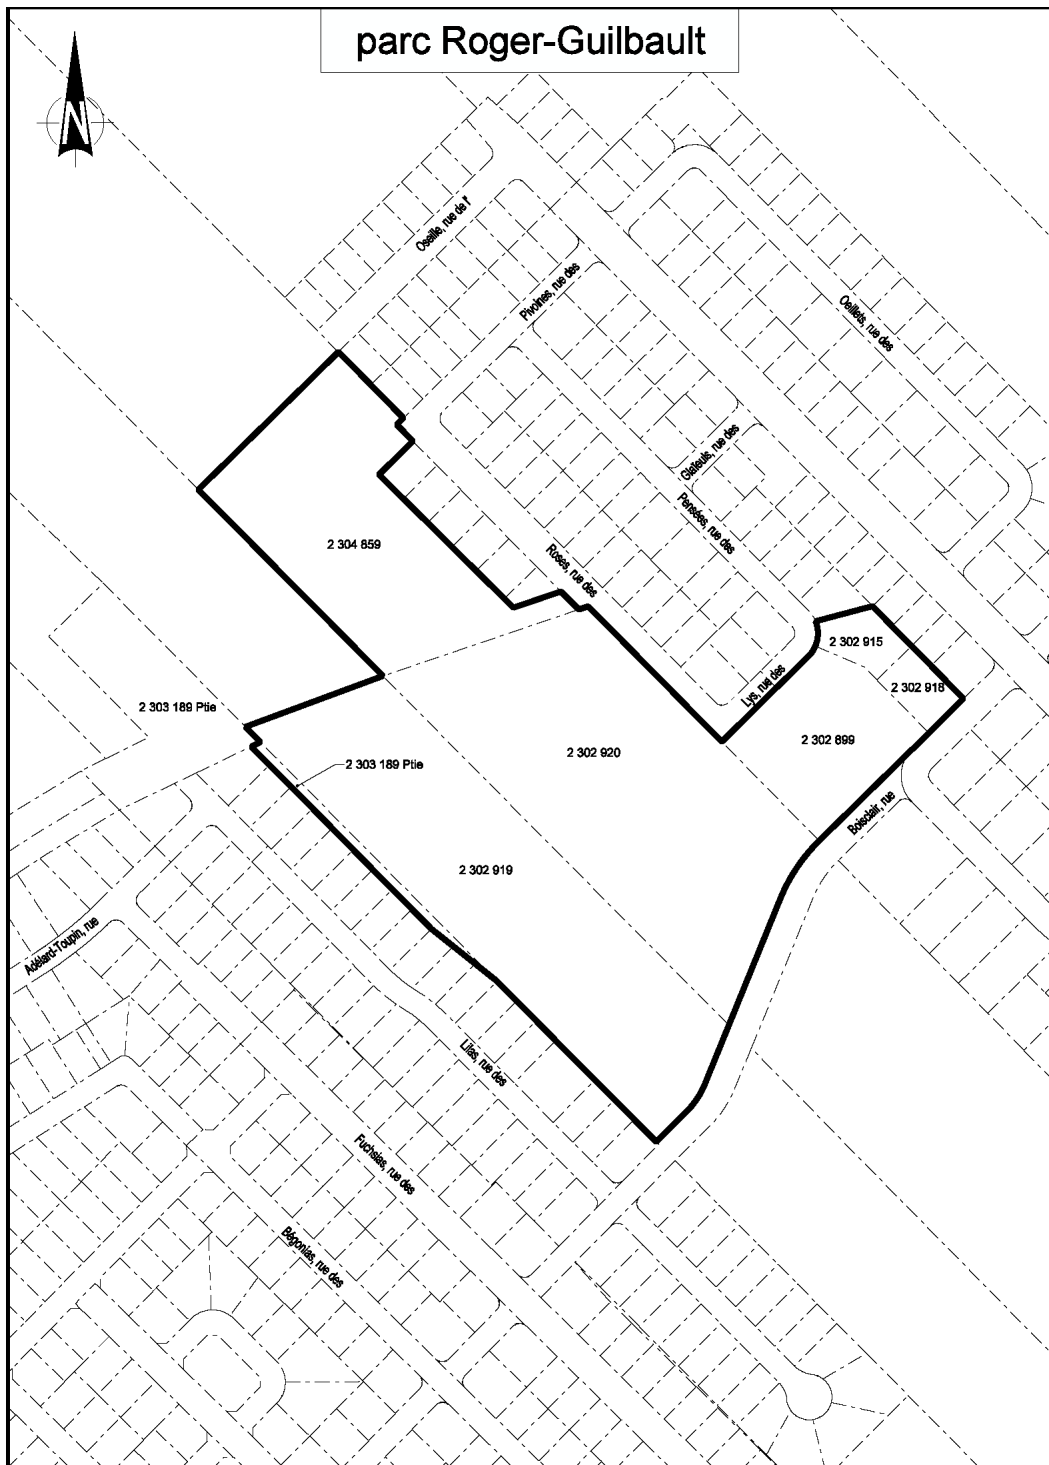 parc Roger-Guilbault
N
Oseille, rue de l'
Pivoines, rue des
Oeillets, rue des
Glaïeuls, rue des
Pensées, rue des
2 304 859
Roses, rue des
2 302 915
Lys, rue des
2 302 918
2 303 189 Ptie
2 302 920
2 302 899
2 303 189 Ptie
Boisclair, rue
2 302 919
Adélard-Toupin, rue
Lilas, rue des
Fuchsias, rue des
Bégonias, rue des